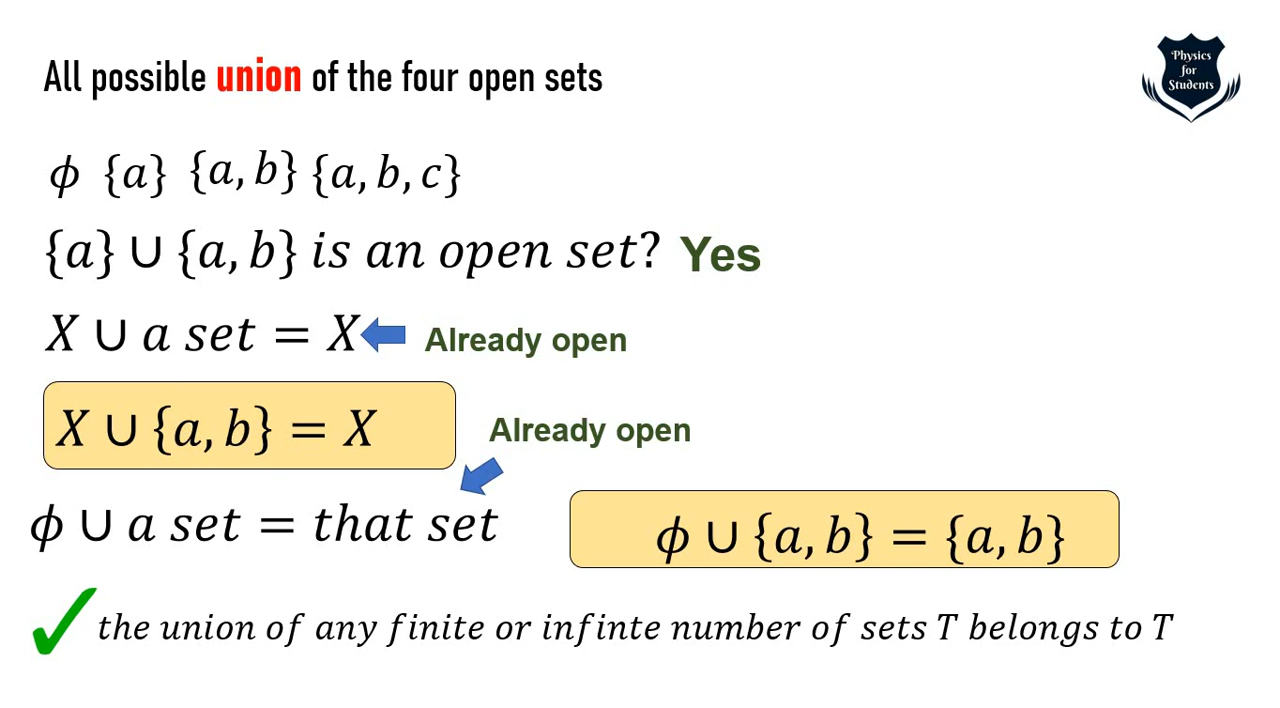 All possible union of the four open sets
Physics
for
Students
ϕ {a} {a, b} {a, b, c}
{a} ∪ {a, b} is an open set? Yes
X ∪ a set = X Already open
X ∪ {a, b} = X
Already open
ϕ ∪ a set = that set
ϕ ∪ {a, b} = {a, b}
the union of any finite or infinte number of sets T belongs to T